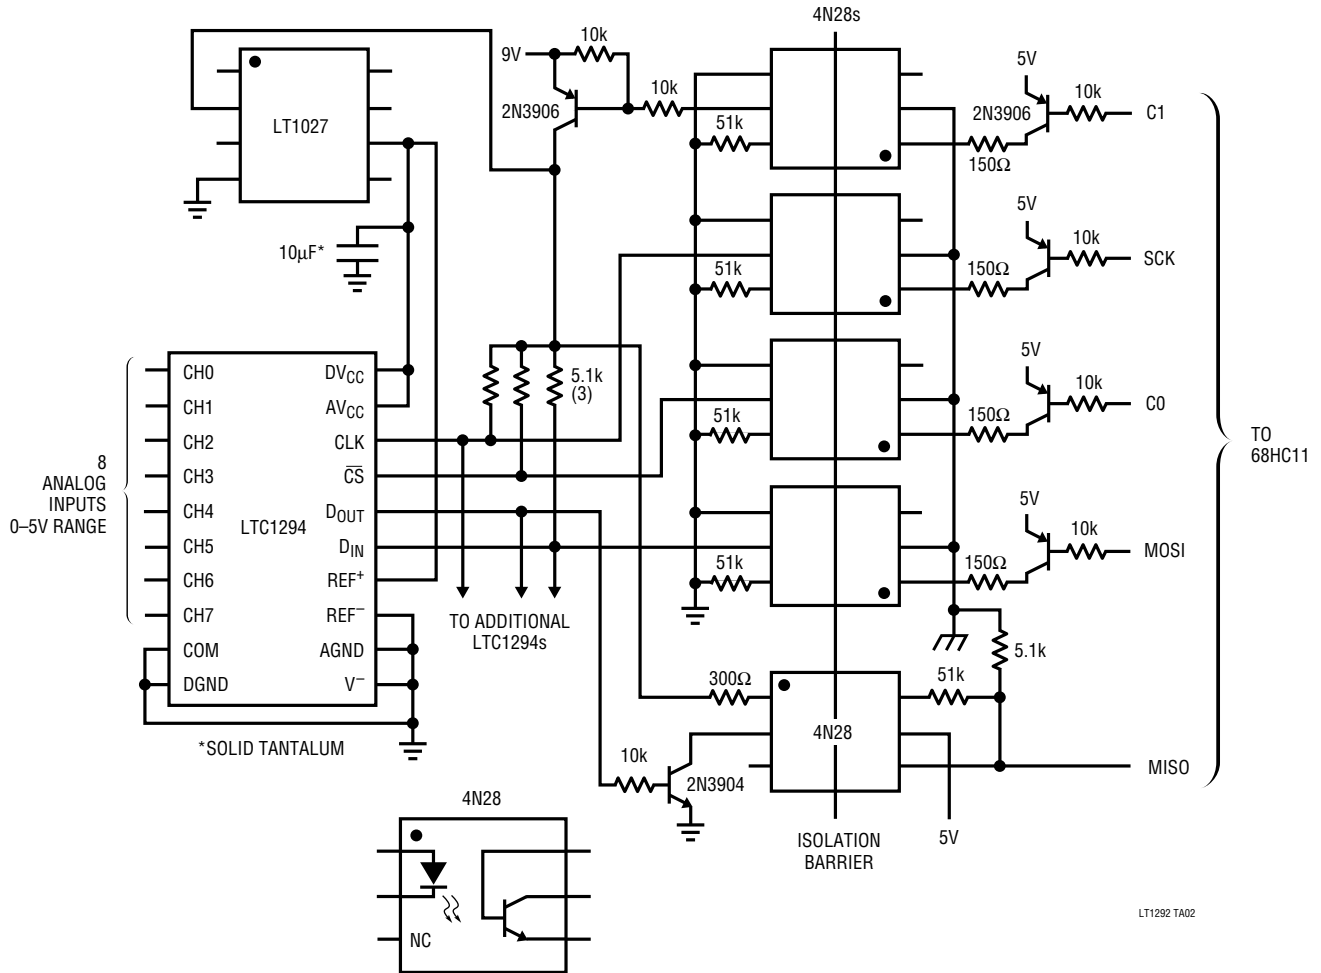 4N28s
10k
9V
5V
10k
10k
LT1027
2N3906
2N3906
C1
51k
150Ω
5V
10k
10µF*
SCK
51k
150Ω
5V
CH0
DVCC
5.1k
(3)
10k
C0
CH1
AVCC
51k
150Ω
CH2
CLK
TO
68HC11
8
ANALOG
INPUTS
0–5V RANGE
CH3
CS
CH4
DOUT
5V
LTC1294
10k
CH5
DIN
MOSI
CH6
REF+
51k
150Ω
CH7
REF–
TO ADDITIONAL
LTC1294s
COM
AGND
5.1k
DGND
V–
300Ω
51k
4N28
*SOLID TANTALUM
10k
MISO
2N3904
4N28
ISOLATION
BARRIER
5V
NC
LT1292 TA02